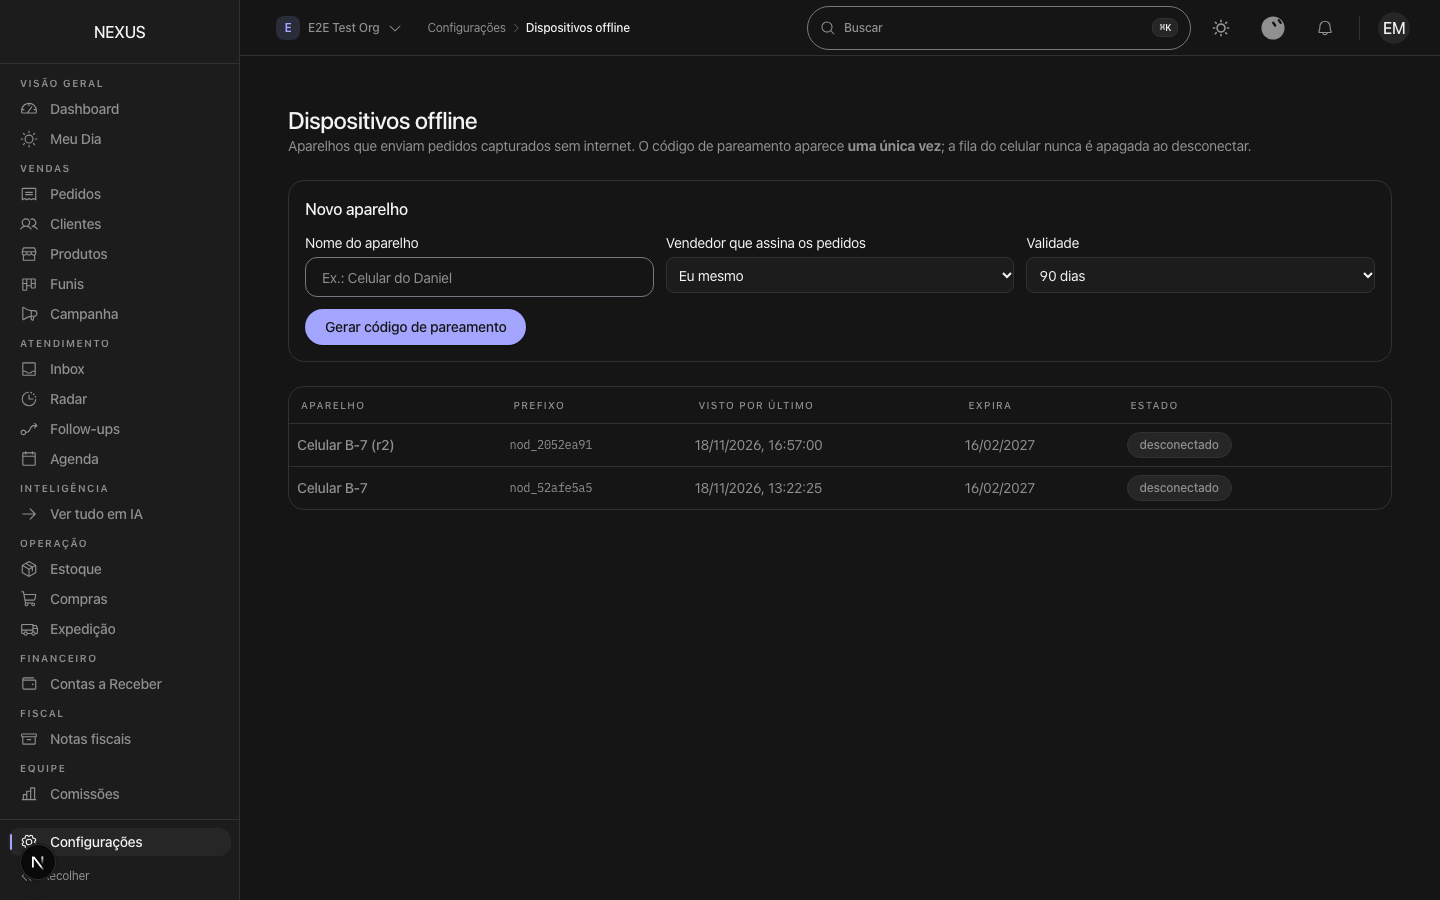 NEXUS
VISÃO GERAL
Dashboard
Meu Dia
VENDAS
Pedidos
Clientes
Produtos
Funis
Campanha
ATENDIMENTO
Inbox
Radar
Follow-ups
Agenda
INTELIGÊNCIA
Ver tudo em IA
OPERAÇÃO
Estoque
Compras
Expedição
FINANCEIRO
Contas a Receber
FISCAL
Notas fiscais
EQUIPE
Comissões
Configurações
N
ecolher
E E2E Test Org Configurações Dispositivos offline Buscar ⌘K EM
Dispositivos offline
Aparelhos que enviam pedidos capturados sem internet. O código de pareamento aparece uma única vez; a fila do celular nunca é apagada ao desconectar.
Novo aparelho
Nome do aparelho Vendedor que assina os pedidos Validade
Ex.: Celular do Daniel Eu mesmo 90 dias
Gerar código de pareamento
APARELHO PREFIXO VISTO POR ÚLTIMO EXPIRA ESTADO
Celular B-7 (r2) nod_2052ea91 18/11/2026, 16:57:00 16/02/2027 desconectado
Celular B-7 nod_52afe5a5 18/11/2026, 13:22:25 16/02/2027 desconectado